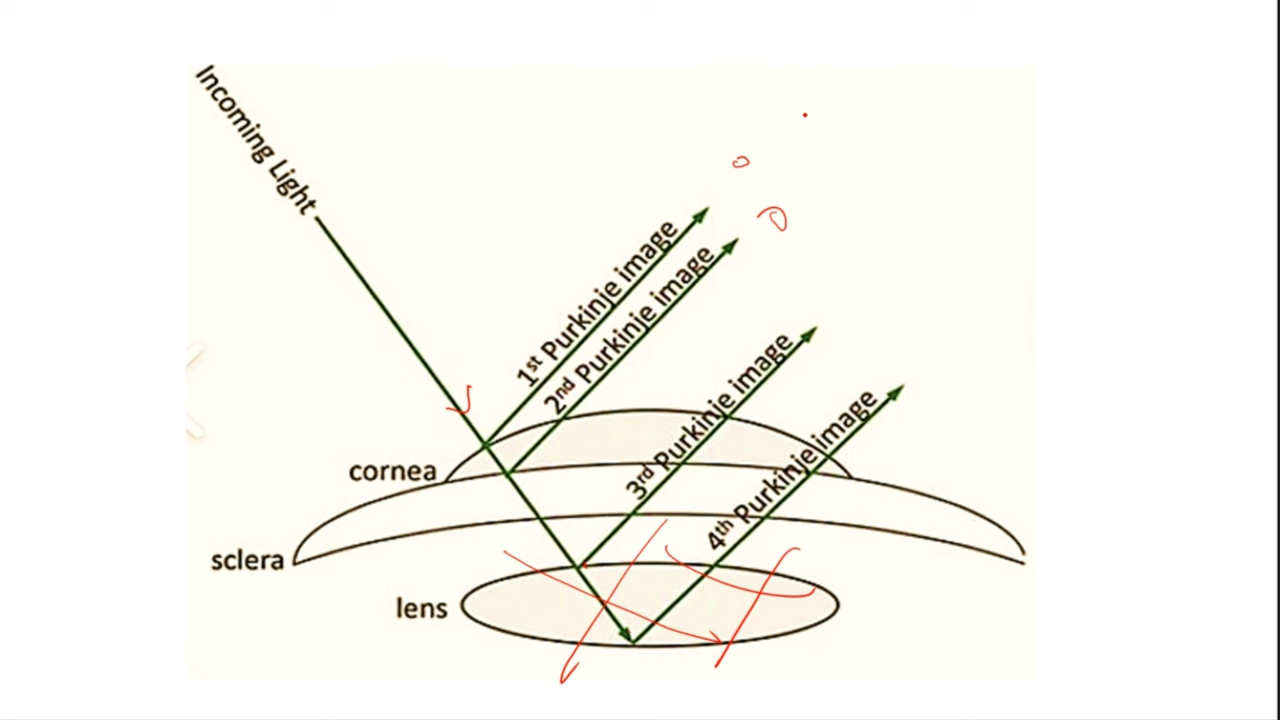 Incoming Light
1st Purkinje image
2nd Purkinje image
3rd Purkinje image
4th Purkinje image
cornea
sclera
lens